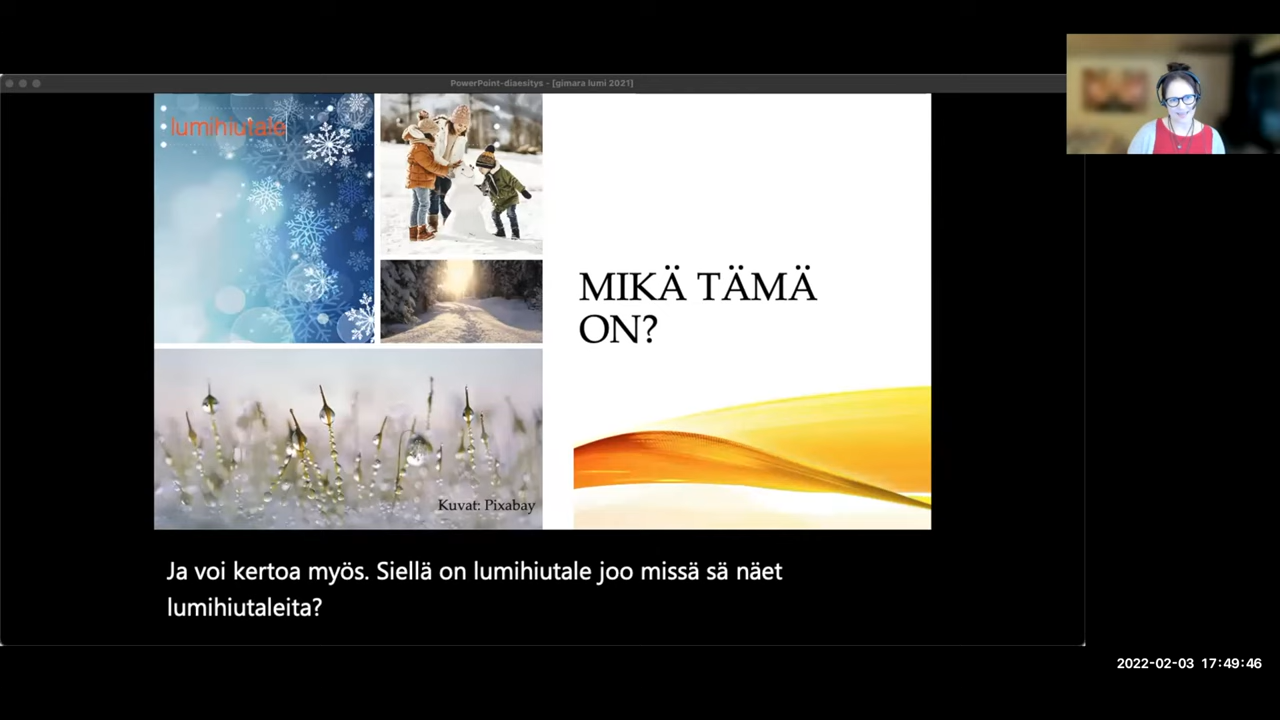 PowerPoint-diaesitys - [gimara lumi 2021]
lumihiutale
MIKÄ TÄMÄ
ON?
Kuvat: Pixabay
Ja voi kertoa myös. Siellä on lumihiutale joo missä sä näet
lumihiutaleita?
2022-02-03 17:49:46